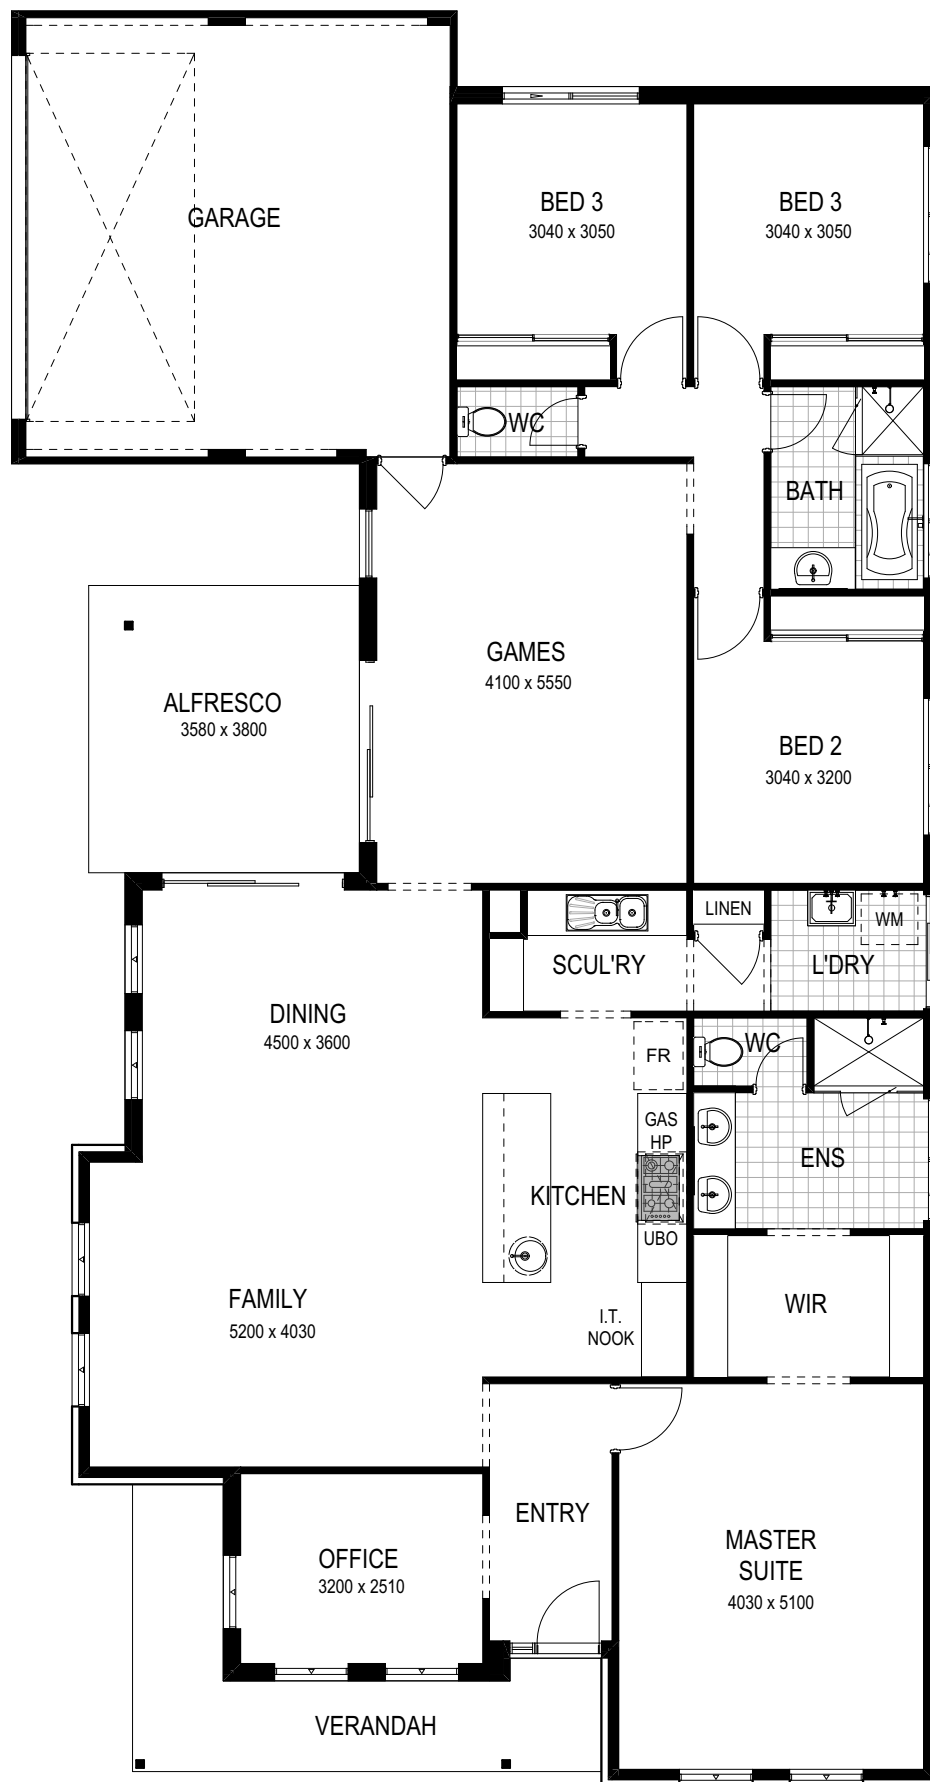 BED 3
3040 x 3050
BED 3
3040 x 3050
GARAGE
WC
BATH
GAMES
4100 x 5550
ALFRESCO
3580 x 3800
BED 2
3040 x 3200
LINEN
WM
SCUL'RY
L'DRY
DINING
4500 x 3600
WC
FR
GAS
HP
ENS
KITCHEN
UBO
FAMILY
5200 x 4030
WIR
I.T.
NOOK
ENTRY
MASTER
SUITE
4030 x 5100
OFFICE
3200 x 2510
VERANDAH